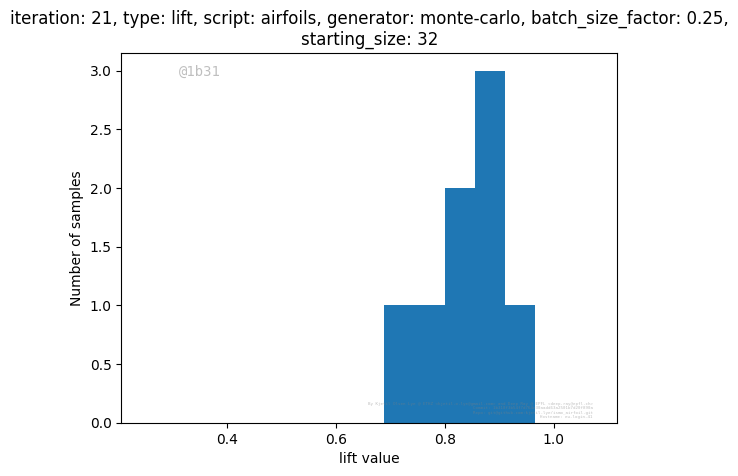 iteration: 21, type: lift, script: airfoils, generator: monte-carlo, batch_size_factor: 0.25,
starting_size: 32
@1b31
3.0
2.5
2.0
1.5
1.0
0.5
0.0
Number of samples
0.4
0.6
0.8
1.0
lift value